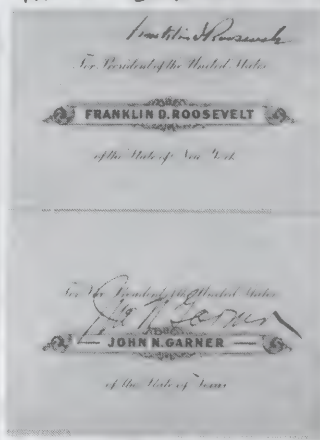 Franklin D Roosevelt
For President of the United States
FRANKLIN D. ROOSEVELT
of the State of New York
For Vice President of the United States
Jno N Garner
JOHN N. GARNER
of the State of Texas